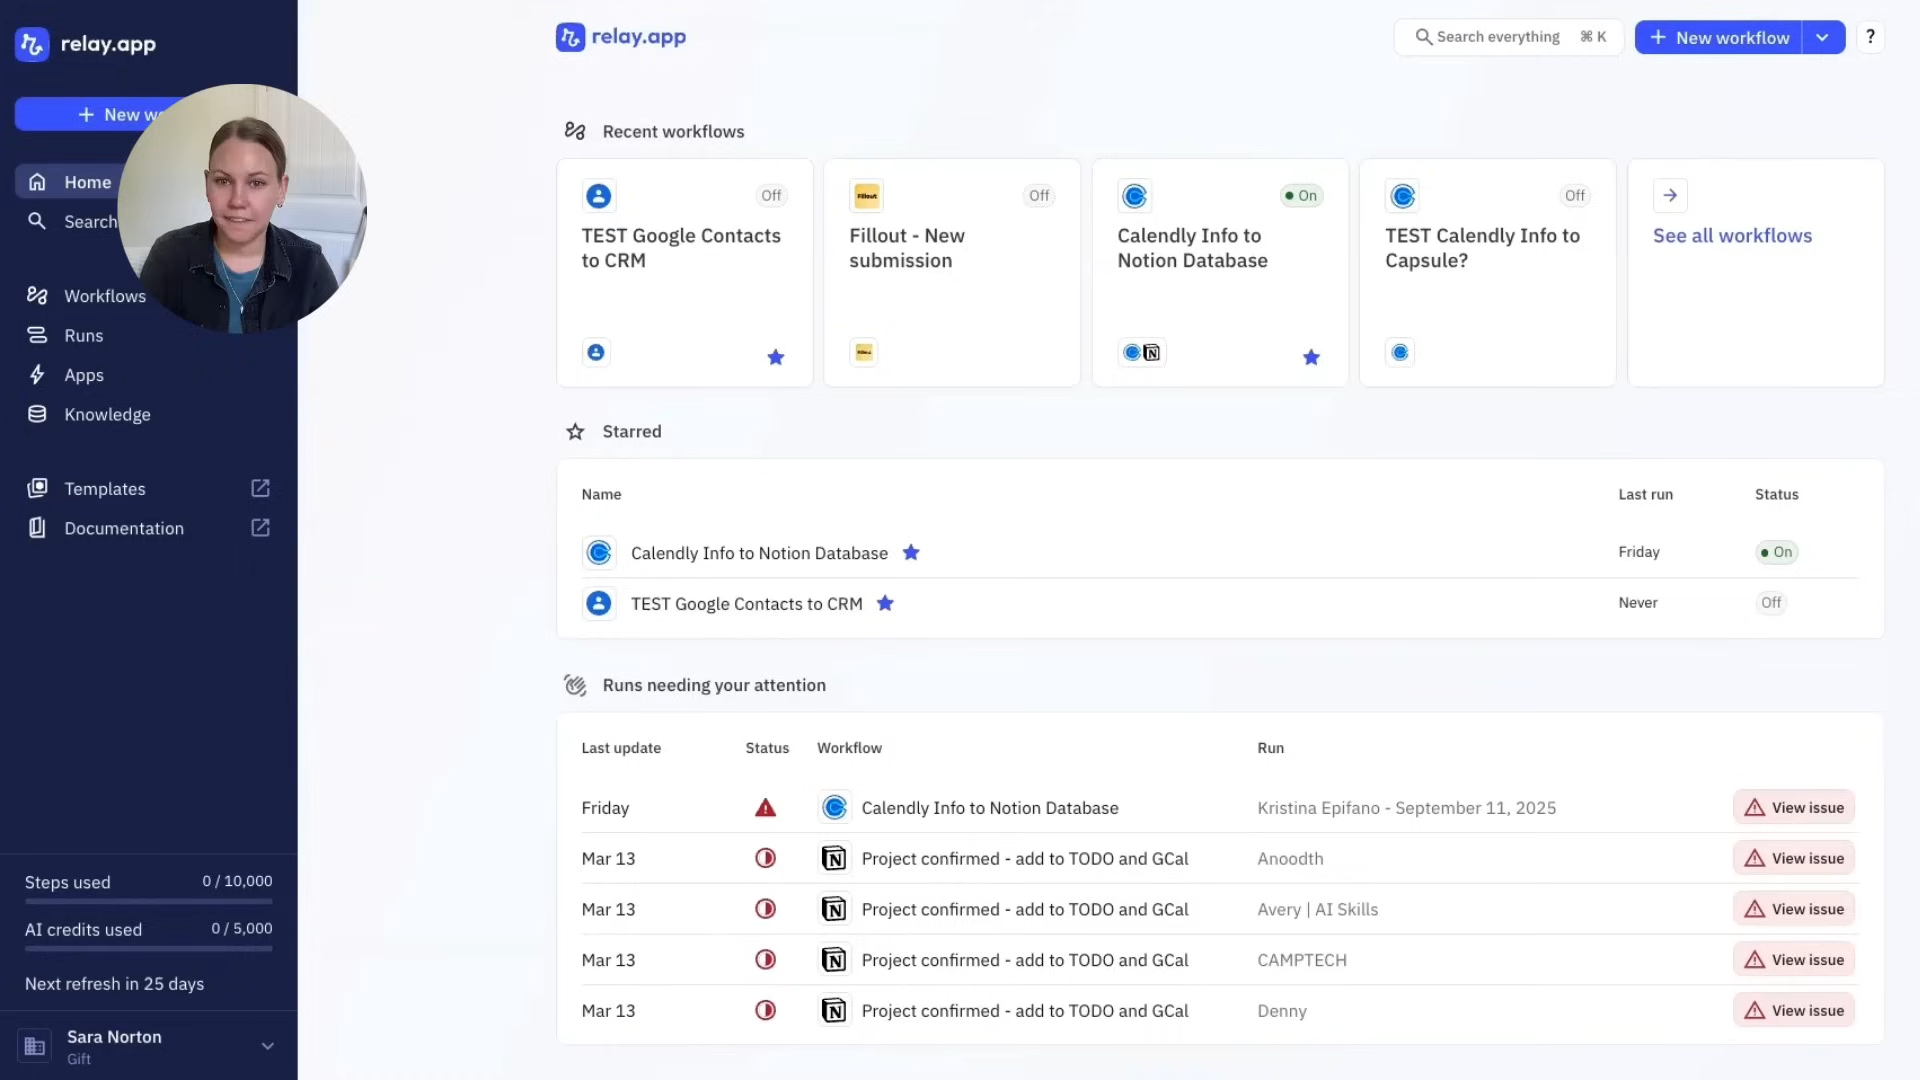 relay.app
+ New wo
Home
Search
Workflows
Runs
Apps
Knowledge
Templates
Documentation
Steps used 0 / 10,000
AI credits used 0 / 5,000
Next refresh in 25 days
Sara Norton
Gift
relay.app
Search everything ⌘ K
+ New workflow
?
Recent workflows
Off
TEST Google Contacts
to CRM
Fillout
Off
Fillout - New
submission
On
Calendly Info to
Notion Database
Off
TEST Calendly Info to
Capsule?
See all workflows
Starred
Name Last run Status
Calendly Info to Notion Database Friday On
TEST Google Contacts to CRM Never Off
Runs needing your attention
Last update Status Workflow Run
Friday Calendly Info to Notion Database Kristina Epifano - September 11, 2025 View issue
Mar 13 Project confirmed - add to TODO and GCal Anoodth View issue
Mar 13 Project confirmed - add to TODO and GCal Avery | AI Skills View issue
Mar 13 Project confirmed - add to TODO and GCal CAMPTECH View issue
Mar 13 Project confirmed - add to TODO and GCal Denny View issue